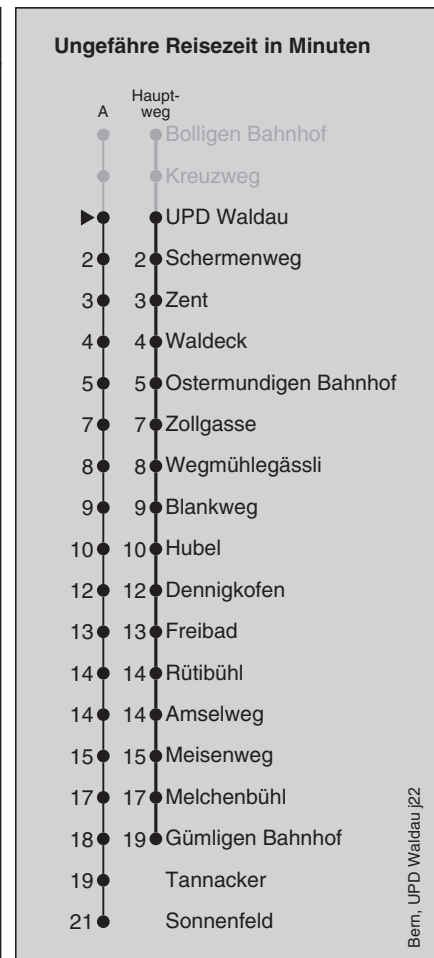 Ungefähre Reisezeit in Minuten
A Haupt-
weg
Bolligen Bahnhof
Kreuzweg
UPD Waldau
2 2 Schermenweg
3 3 Zent
4 4 Waldeck
5 5 Ostermundigen Bahnhof
7 7 Zollgasse
8 8 Wegmühlegässli
9 9 Blankweg
10 10 Hubel
12 12 Dennigkofen
13 13 Freibad
14 14 Rütibühl
14 14 Amselweg
15 15 Meisenweg
17 17 Melchenbühl
18 19 Gümligen Bahnhof
19 Tannacker
21 Sonnenfeld
Bern, UPD Waldau j22